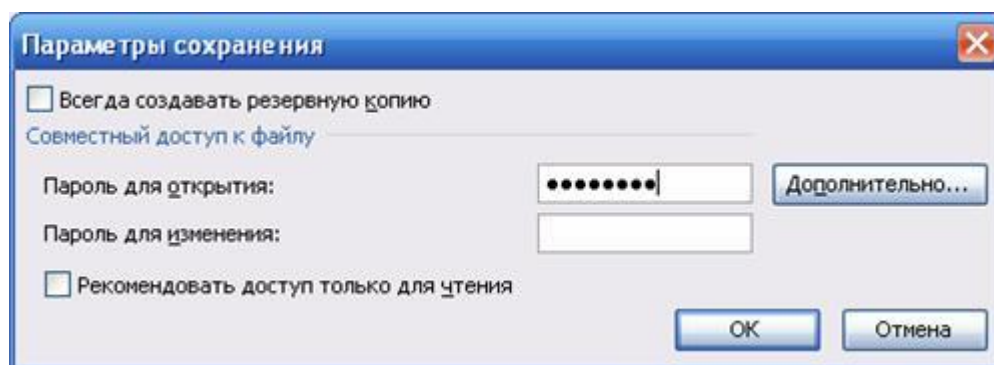 Параметры сохранения
Всегда создавать резервную копию
Совместный доступ к файлу
Пароль для открытия: ●●●●●●●● Дополнительно...
Пароль для изменения:
Рекомендовать доступ только для чтения
ОК Отмена